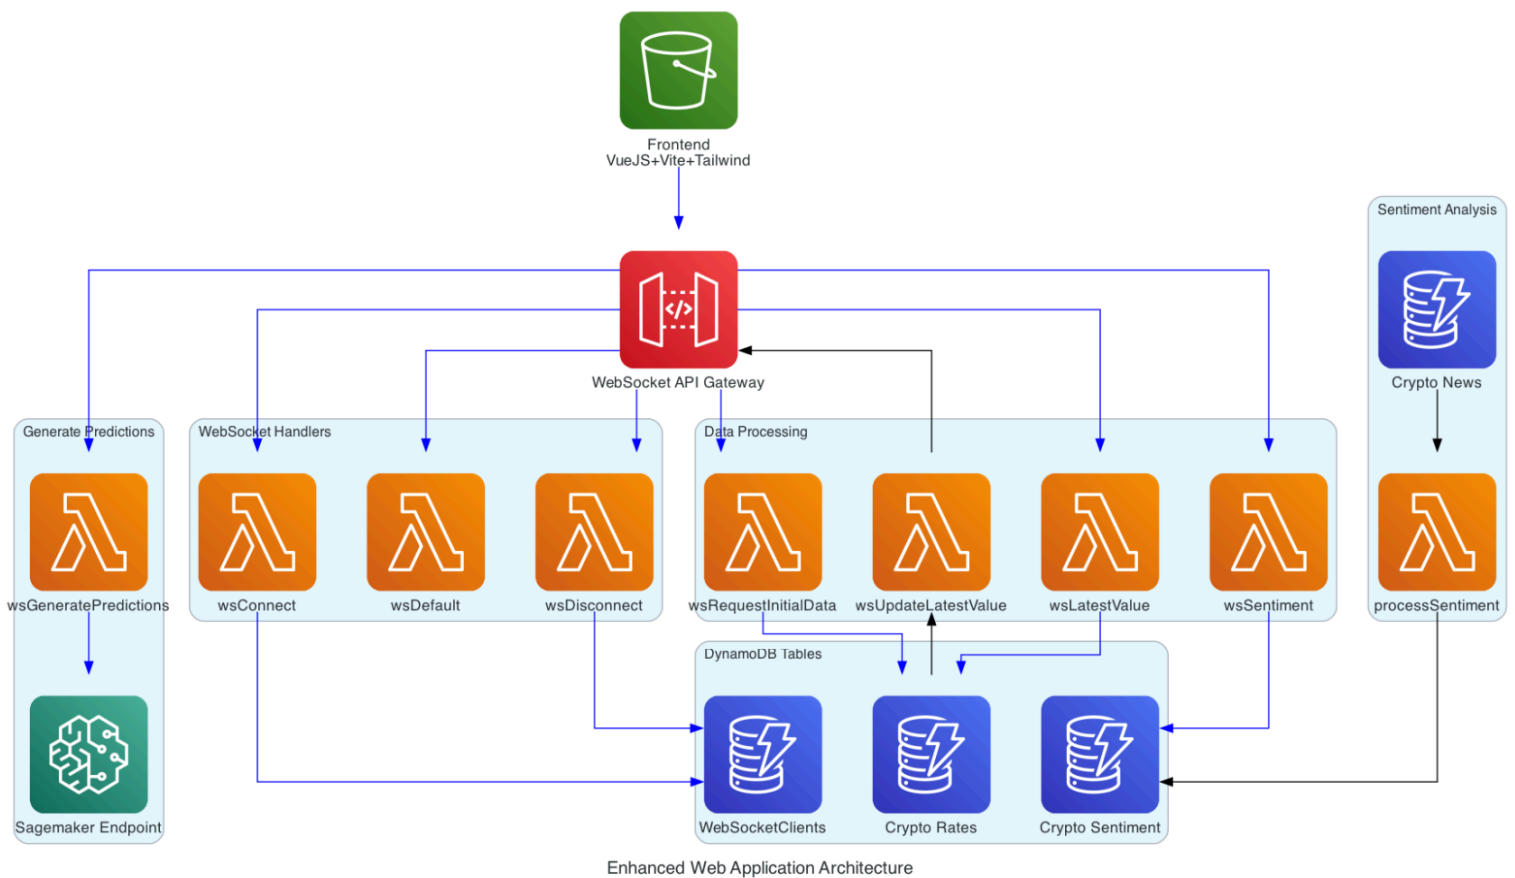 Frontend
VueJS+Vite+Tailwind
Sentiment Analysis
</>
WebSocket API Gateway
Crypto News
Generate Predictions
WebSocket Handlers
Data Processing
wsGeneratePredictions
wsConnect
wsDefault
wsDisconnect
wsRequestInitialData
wsUpdateLatestValue
wsLatestValue
wsSentiment
processSentiment
DynamoDB Tables
Sagemaker Endpoint
WebSocketClients
Crypto Rates
Crypto Sentiment
Enhanced Web Application Architecture